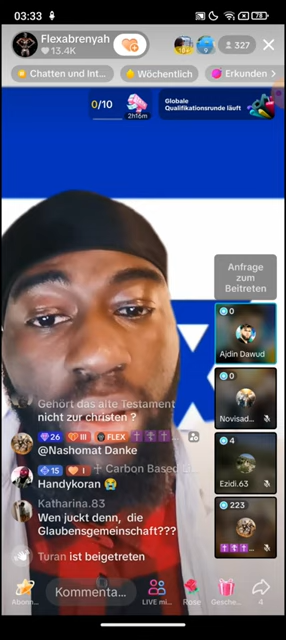 03:33
78
Flexabrenyah
13.4K
327
Chatten und Int...
Wöchentlich
Erkunden >
0/10
2h16m
Globale
Qualifikationsrunde läuft
Anfrage
zum
Beitreten
0
Ajdin Dawud
0
Novisad...
4
Ezidi.63
223
Gehört das alte Testament
nicht zur christen ?
26 III FLEX
@Nashomat Danke
15 I Carbon Based Li...
Handykoran 😭
Katharina.83
Wen juckt denn, die
Glaubensgemeinschaft???
Turan ist beigetreten
Abonn...
Kommenta...
LIVE mi...
Rose
Gesche...
4